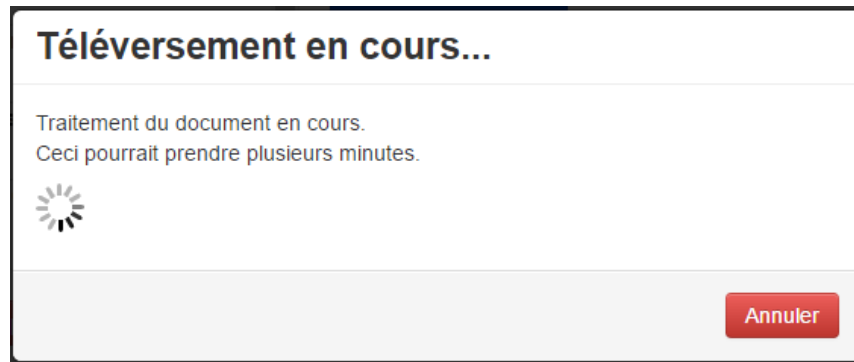 Téléversement en cours...
Traitement du document en cours.
Ceci pourrait prendre plusieurs minutes.
Annuler